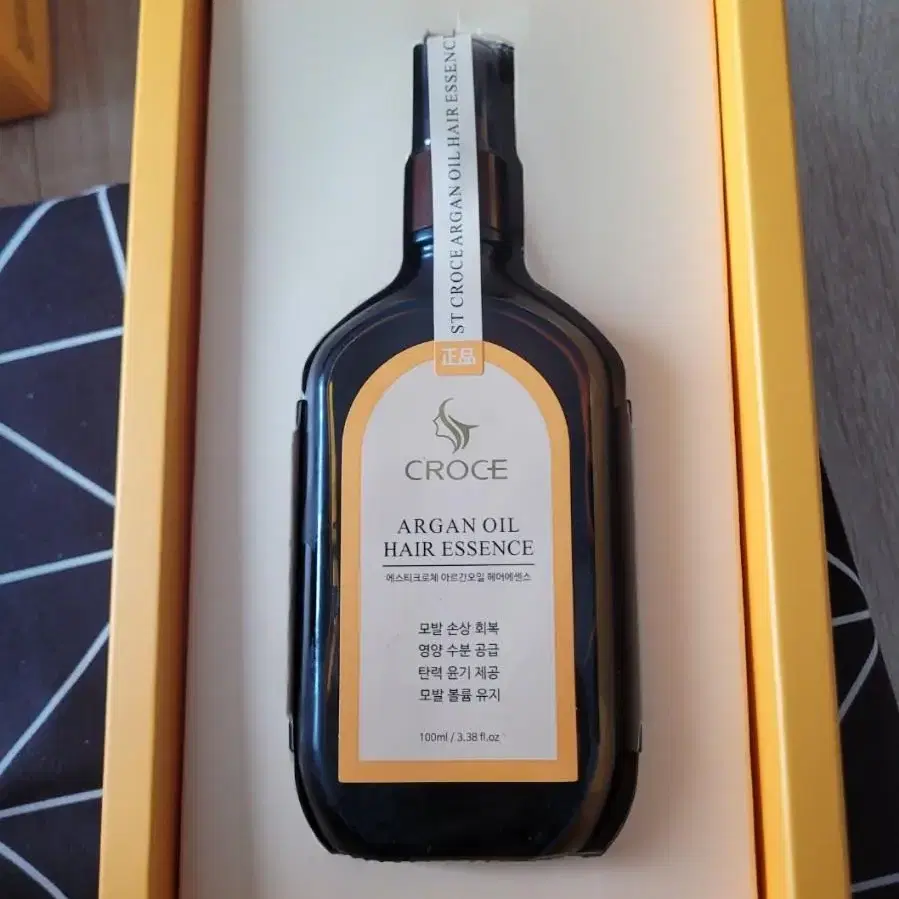 ST CROCE ARGAN OIL HAIR ESSENCE
正品
CROCE
ARGAN OIL
HAIR ESSENCE
에스티크로체 아르간오일 헤어에센스
모발 손상 회복
영양 수분 공급
탄력 윤기 제공
모발 볼륨 유지
100ml / 3.38 fl.oz